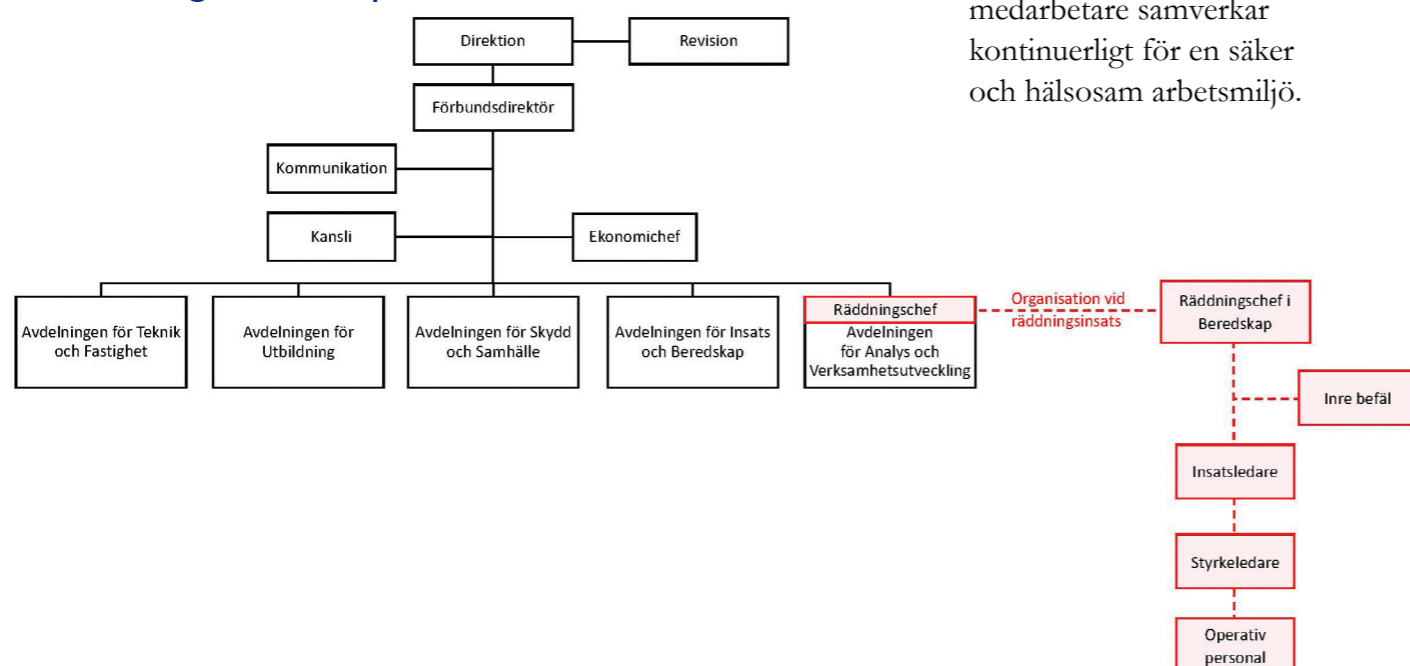 medarbetare samverkar
kontinuerligt för en säker
och hälsosam arbetsmiljö.
Direktion
Revision
Förbundsdirektör
Kommunikation
Kansli
Ekonomichef
Avdelningen för Teknik
och Fastighet
Avdelningen för
Utbildning
Avdelningen för Skydd
och Samhälle
Avdelningen för Insats
och Beredskap
Räddningschef
Avdelningen
för Analys och
Verksamhetsutveckling
Organisation vid
räddningsinsats
Räddningschef i
Beredskap
Inre befäl
Insatsledare
Styrkeledare
Operativ
personal